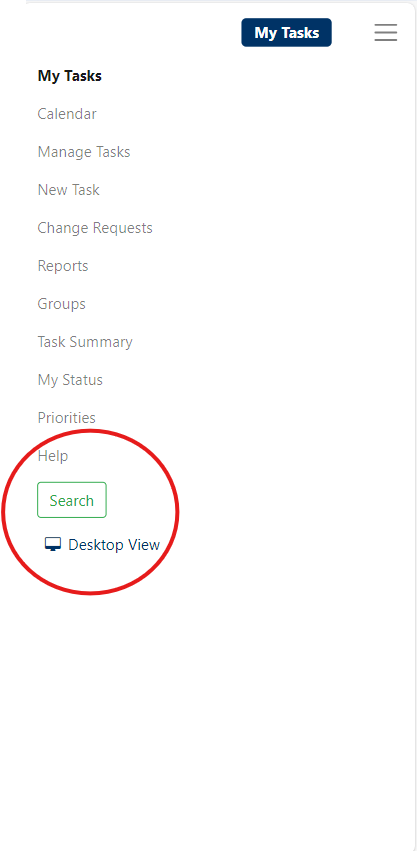 My Tasks
My Tasks
Calendar
Manage Tasks
New Task
Change Requests
Reports
Groups
Task Summary
My Status
Priorities
Help
Search
Desktop View